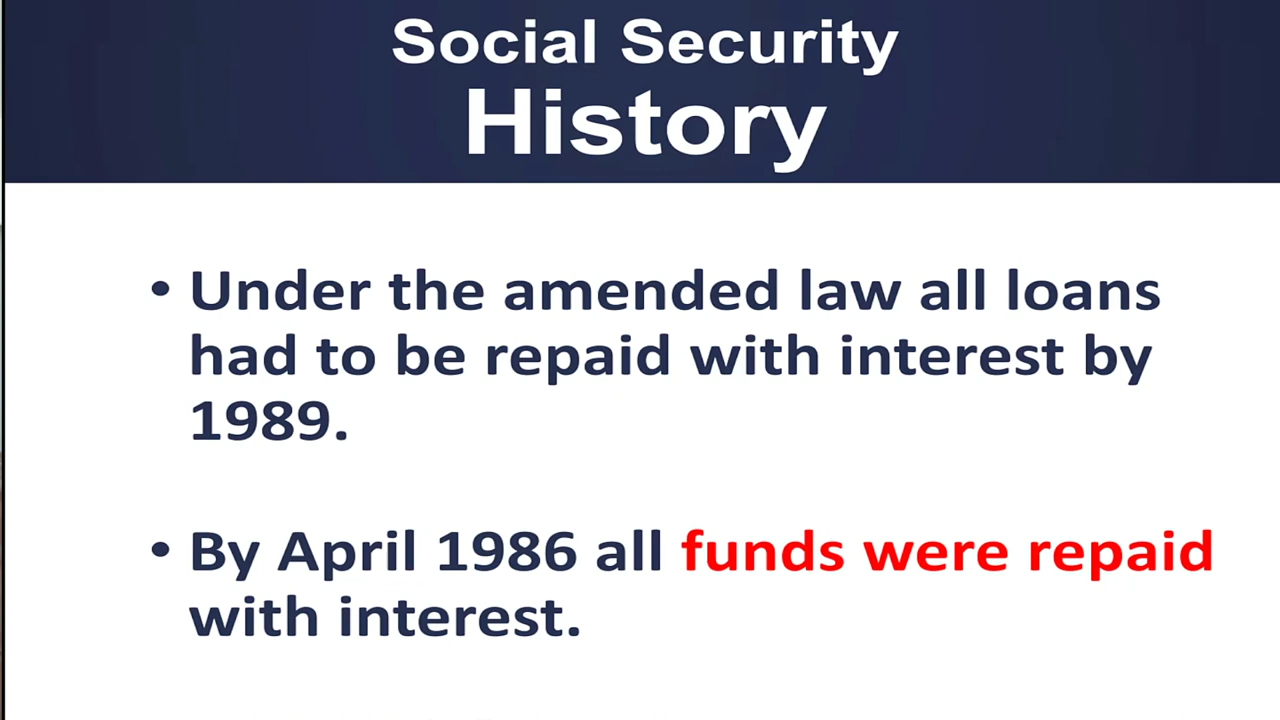 Social Security
History
• Under the amended law all loans
had to be repaid with interest by
1989.
• By April 1986 all funds were repaid
with interest.